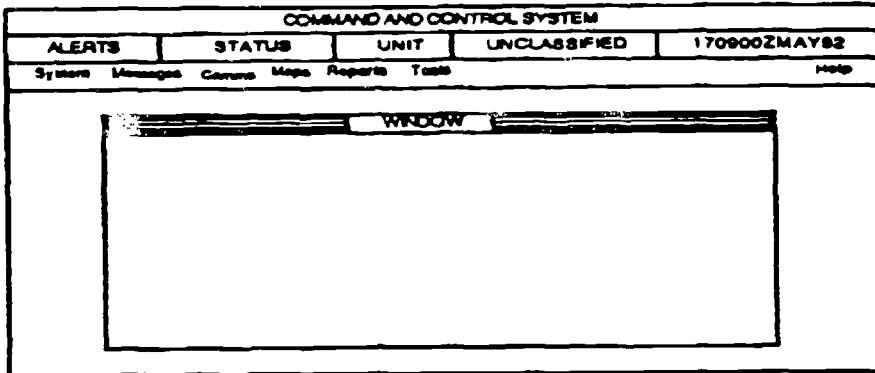 COMMAND AND CONTROL SYSTEM
ALERTS STATUS UNIT UNCLASSIFIED 170900ZMAY92
System Messages Comms Maps Reports Tools Help
WINDOW